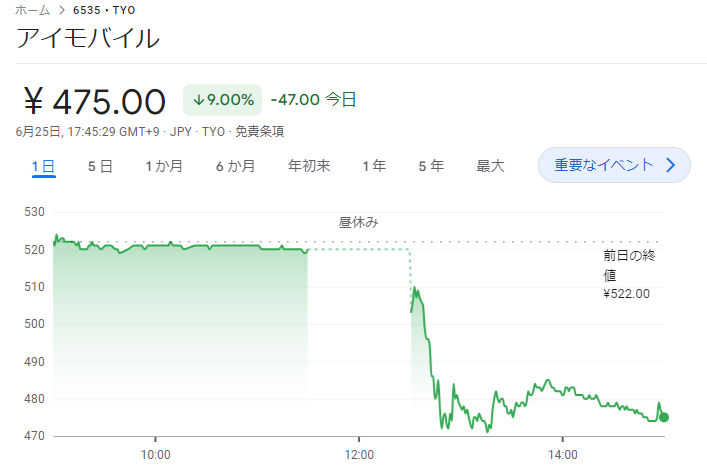 ホーム > 6535・TYO
アイモバイル
¥ 475.00 ↓9.00% -47.00 今日
6月25日, 17:45:29 GMT+9 · JPY · TYO · 免責条項
1日 5日 1か月 6か月 年初来 1年 5年 最大 重要なイベント >
530
昼休み
520
前日の終
値
510
¥522.00
500
490
480
470
10:00 12:00 14:00